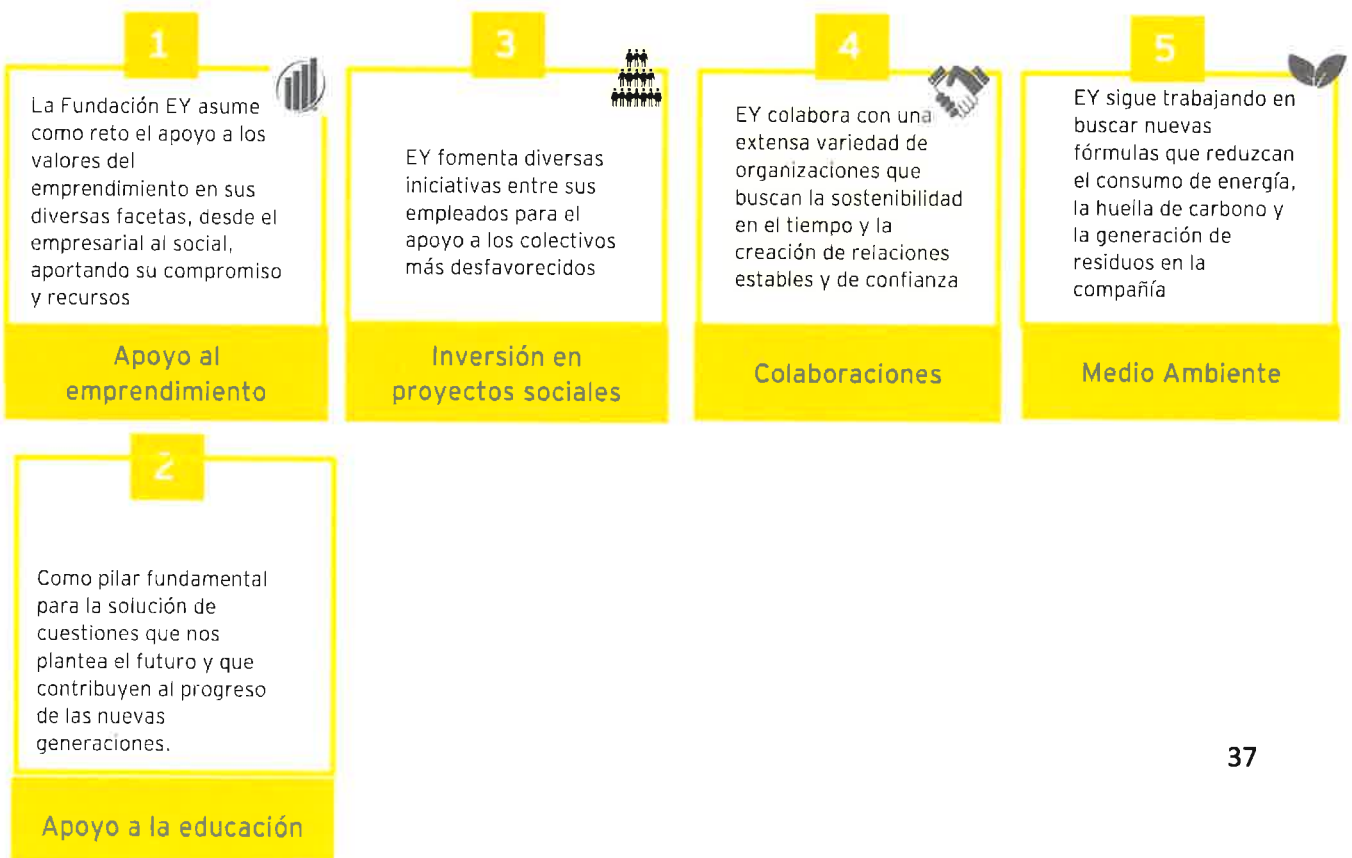 1
La Fundación EY asume
como reto el apoyo a los
valores del
emprendimiento en sus
diversas facetas, desde el
empresarial al social,
aportando su compromiso
y recursos
Apoyo al
emprendimiento
3
EY fomenta diversas
iniciativas entre sus
empleados para el
apoyo a los colectivos
más desfavorecidos
Inversión en
proyectos sociales
4
EY colabora con una
extensa variedad de
organizaciones que
buscan la sostenibilidad
en el tiempo y la
creación de relaciones
estables y de confianza
Colaboraciones
5
EY sigue trabajando en
buscar nuevas
fórmulas que reduzcan
el consumo de energía,
la huella de carbono y
la generación de
residuos en la
compañía
Medio Ambiente
2
Como pilar fundamental
para la solución de
cuestiones que nos
plantea el futuro y que
contribuyen al progreso
de las nuevas
generaciones.
Apoyo a la educación
37